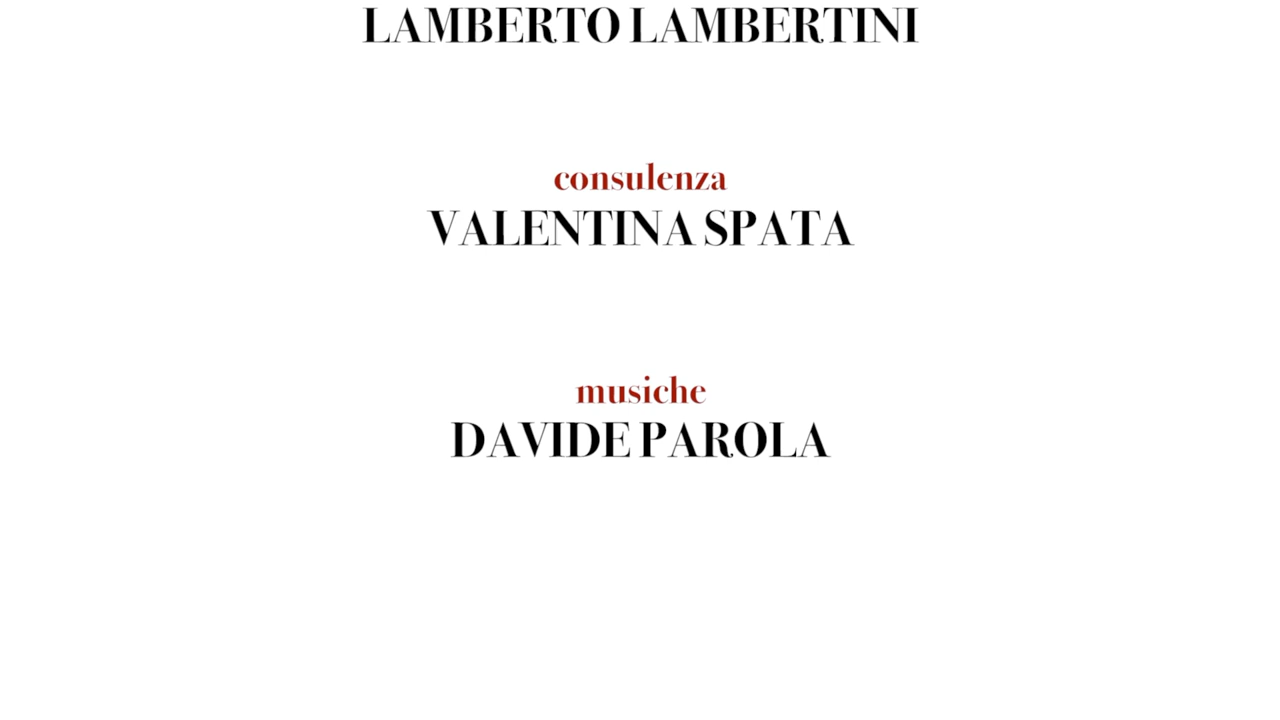 LAMBERTO LAMBERTINI
consulenza
VALENTINA SPATA
musiche
DAVIDE PAROLA